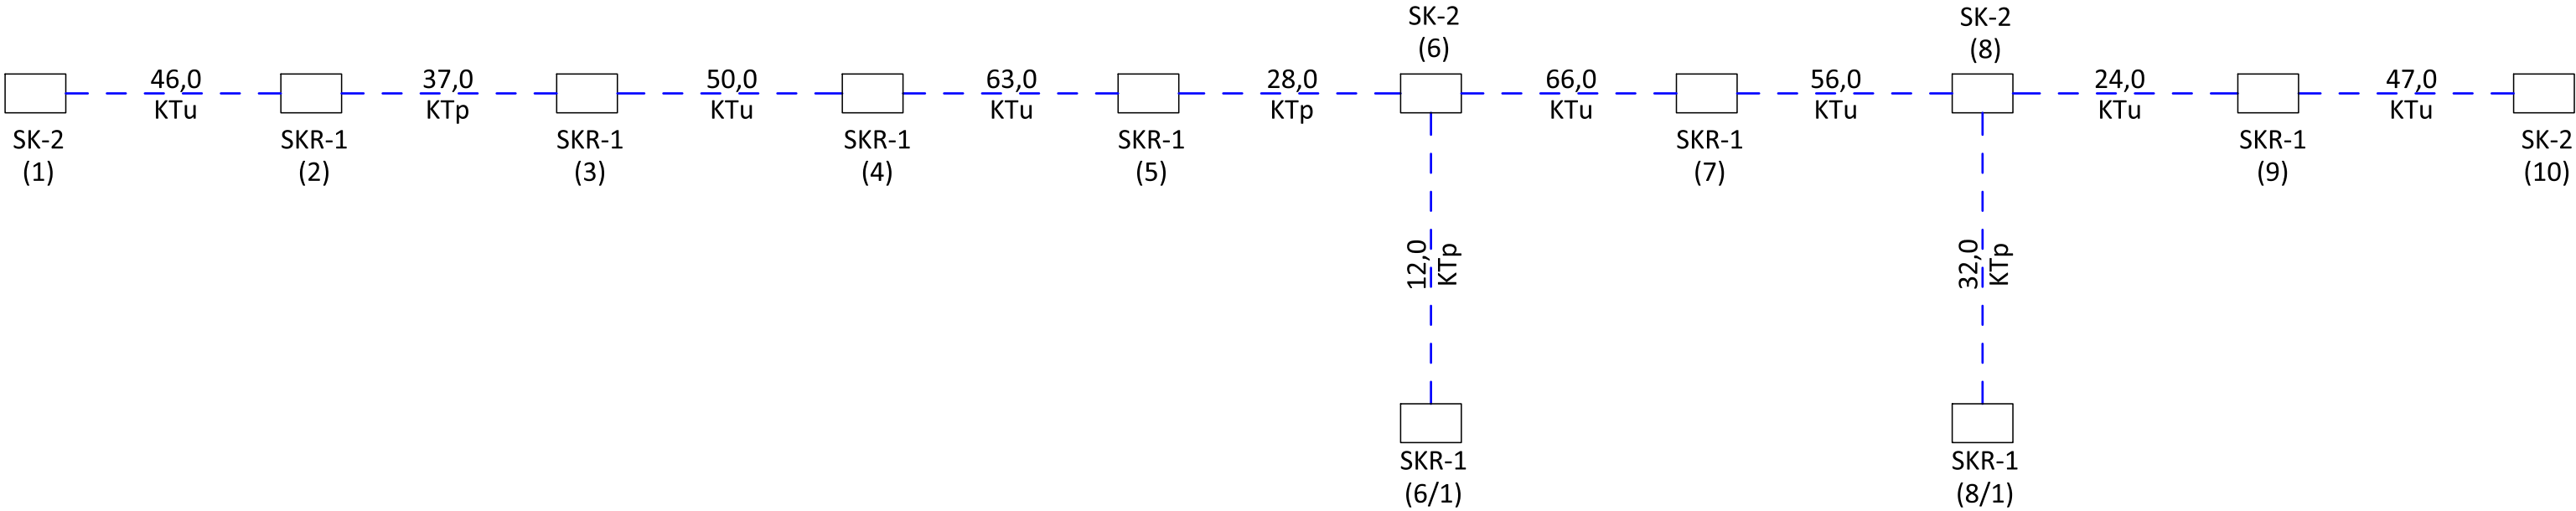 SK-2
(6)
SK-2
(8)
46,0
KTu
37,0
KTp
50,0
KTu
63,0
KTu
28,0
KTp
66,0
KTu
56,0
KTu
24,0
KTu
47,0
KTu
SK-2
(1)
SKR-1
(2)
SKR-1
(3)
SKR-1
(4)
SKR-1
(5)
SKR-1
(7)
SKR-1
(9)
SK-2
(10)
12,0
KTp
32,0
KTp
SKR-1
(6/1)
SKR-1
(8/1)